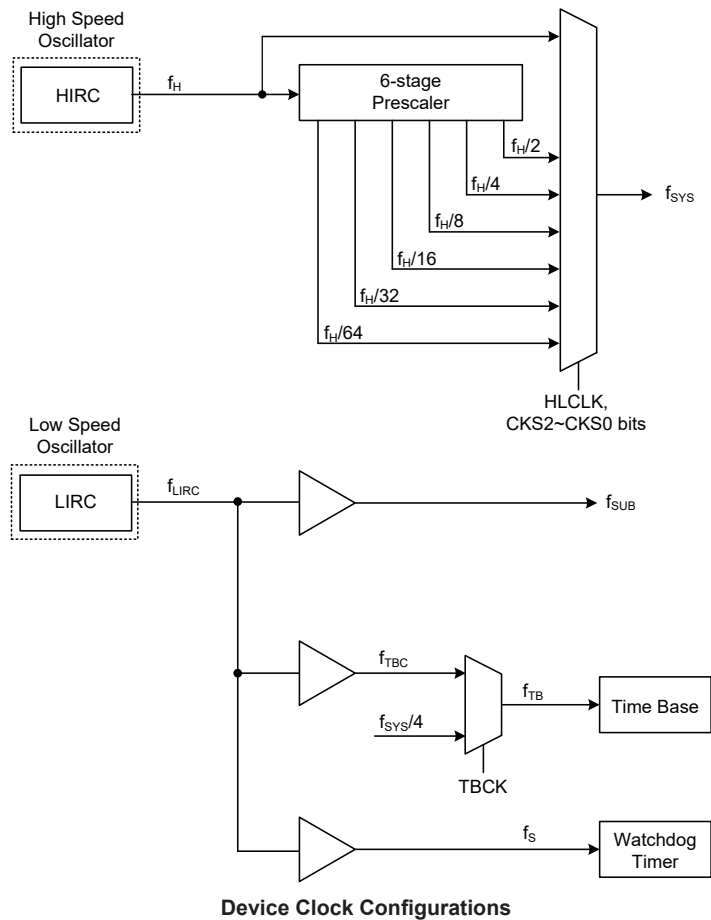 High Speed
Oscillator
HIRC
fH
6-stage
Prescaler
fH/2
fH/4
fH/8
fH/16
fH/32
fH/64
fSYS
HLCLK,
CKS2~CKS0 bits
Low Speed
Oscillator
LIRC
fLIRC
fSUB
fTBC
fSYS/4
fTB
Time Base
TBCK
fS
Watchdog
Timer
Device Clock Configurations